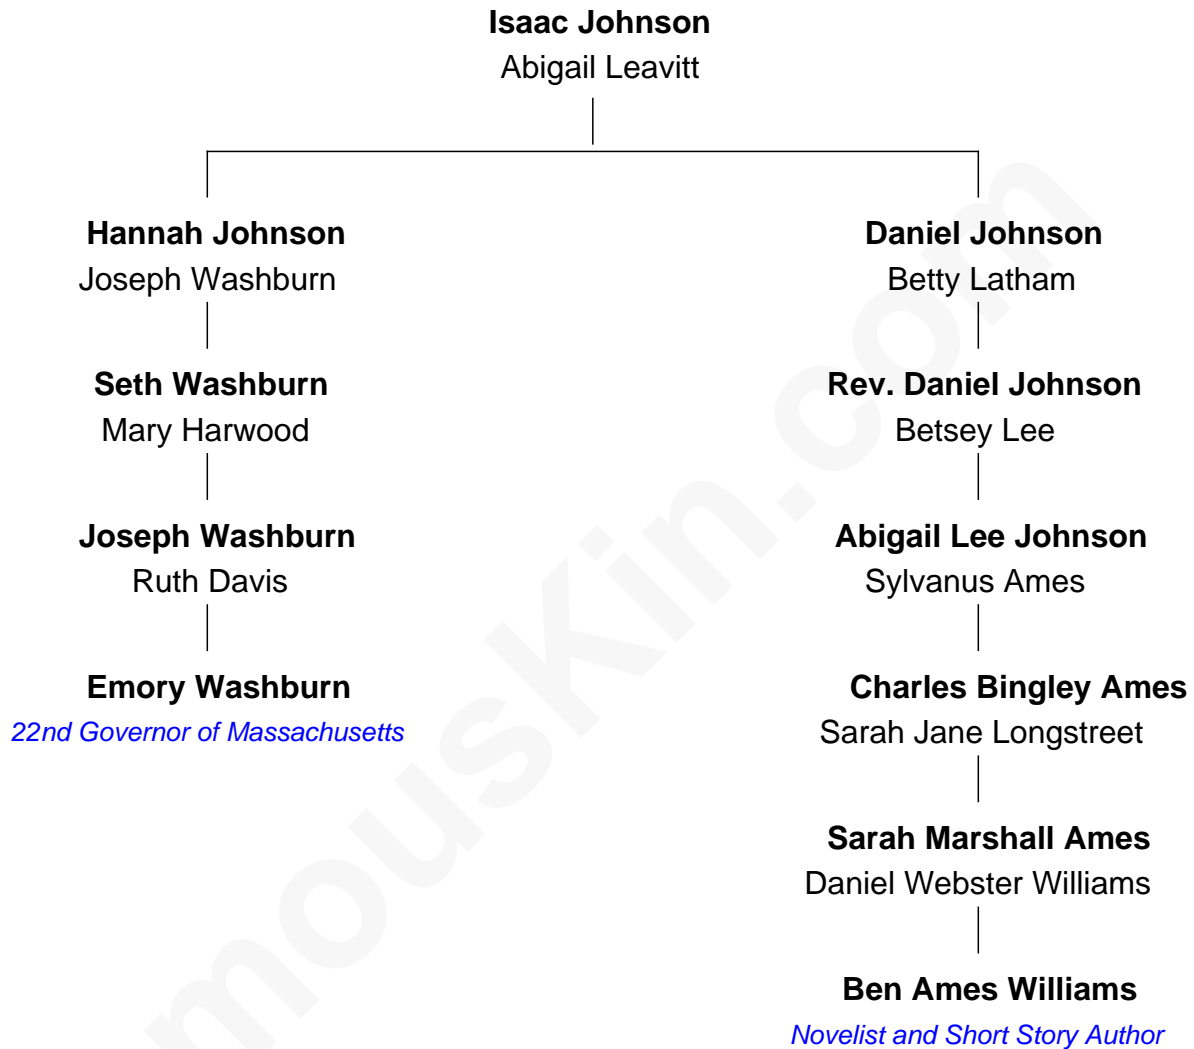 Isaac Johnson
Abigail Leavitt
Hannah Johnson
Joseph Washburn
Daniel Johnson
Betty Latham
Seth Washburn
Mary Harwood
Rev. Daniel Johnson
Betsey Lee
Joseph Washburn
Ruth Davis
Abigail Lee Johnson
Sylvanus Ames
Emory Washburn
22nd Governor of Massachusetts
Charles Bingley Ames
Sarah Jane Longstreet
Sarah Marshall Ames
Daniel Webster Williams
Ben Ames Williams
Novelist and Short Story Author
mouskin.com